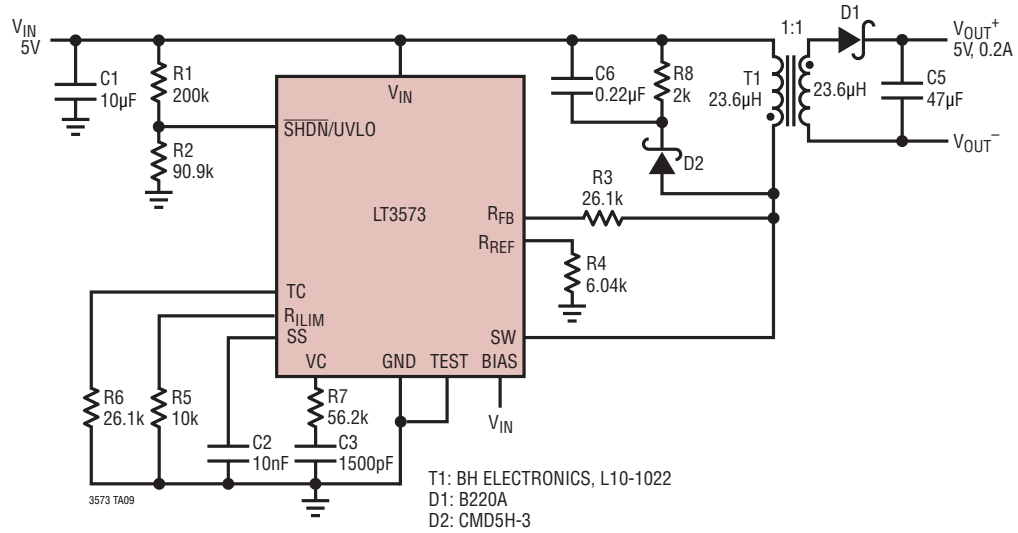 VIN
5V
C1
10µF
R1
200k
R2
90.9k
VIN
SHDN/UVLO
LT3573
RFB
RREF
TC
RILIM
SS
VC
GND
TEST
BIAS
SW
VIN
C6
0.22µF
R8
2k
D2
R3
26.1k
R4
6.04k
T1
23.6µH
1:1
23.6µH
D1
VOUT+
5V, 0.2A
C5
47µF
VOUT–
R6
26.1k
R5
10k
C2
10nF
R7
56.2k
C3
1500pF
3573 TA09
T1: BH ELECTRONICS, L10-1022
D1: B220A
D2: CMD5H-3